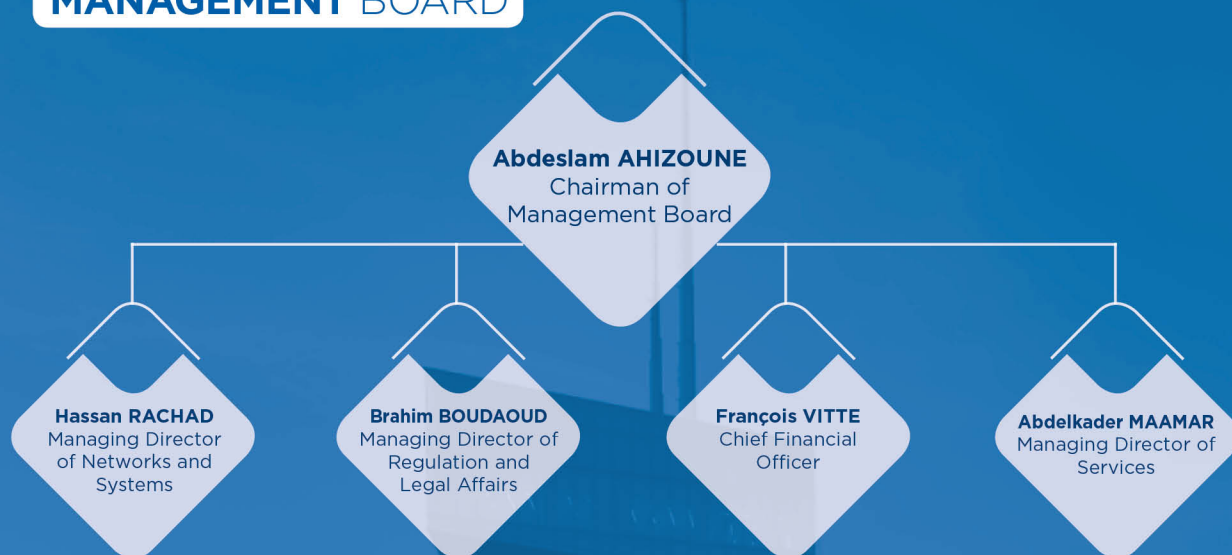 MANAGEMENT BOARD
Abdeslam AHIZOUNE
Chairman of
Management Board
Hassan RACHAD
Managing Director
of Networks and
Systems
Brahim BOUDAOUD
Managing Director of
Regulation and
Legal Affairs
François VITTE
Chief Financial
Officer
Abdelkader MAAMAR
Managing Director of
Services